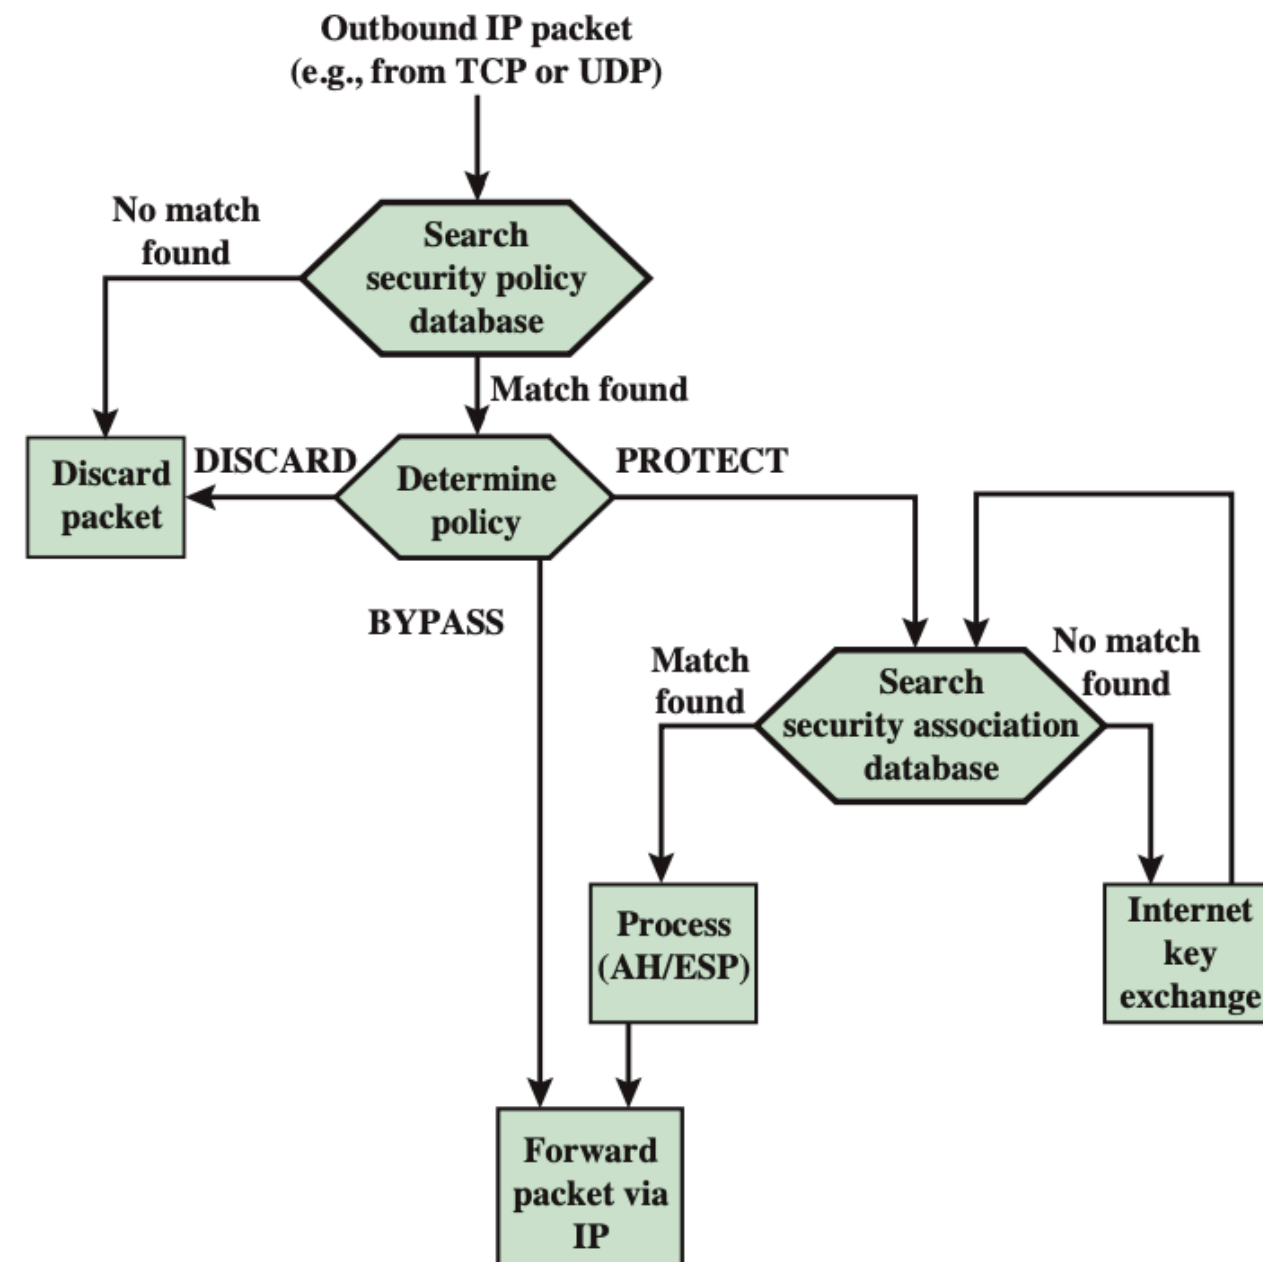 Outbound IP packet
(e.g., from TCP or UDP)
No match
found
Search
security policy
database
Match found
Discard
packet
DISCARD
Determine
policy
PROTECT
BYPASS
Match
found
Search
security association
database
No match
found
Process
(AH/ESP)
Internet
key
exchange
Forward
packet via
IP